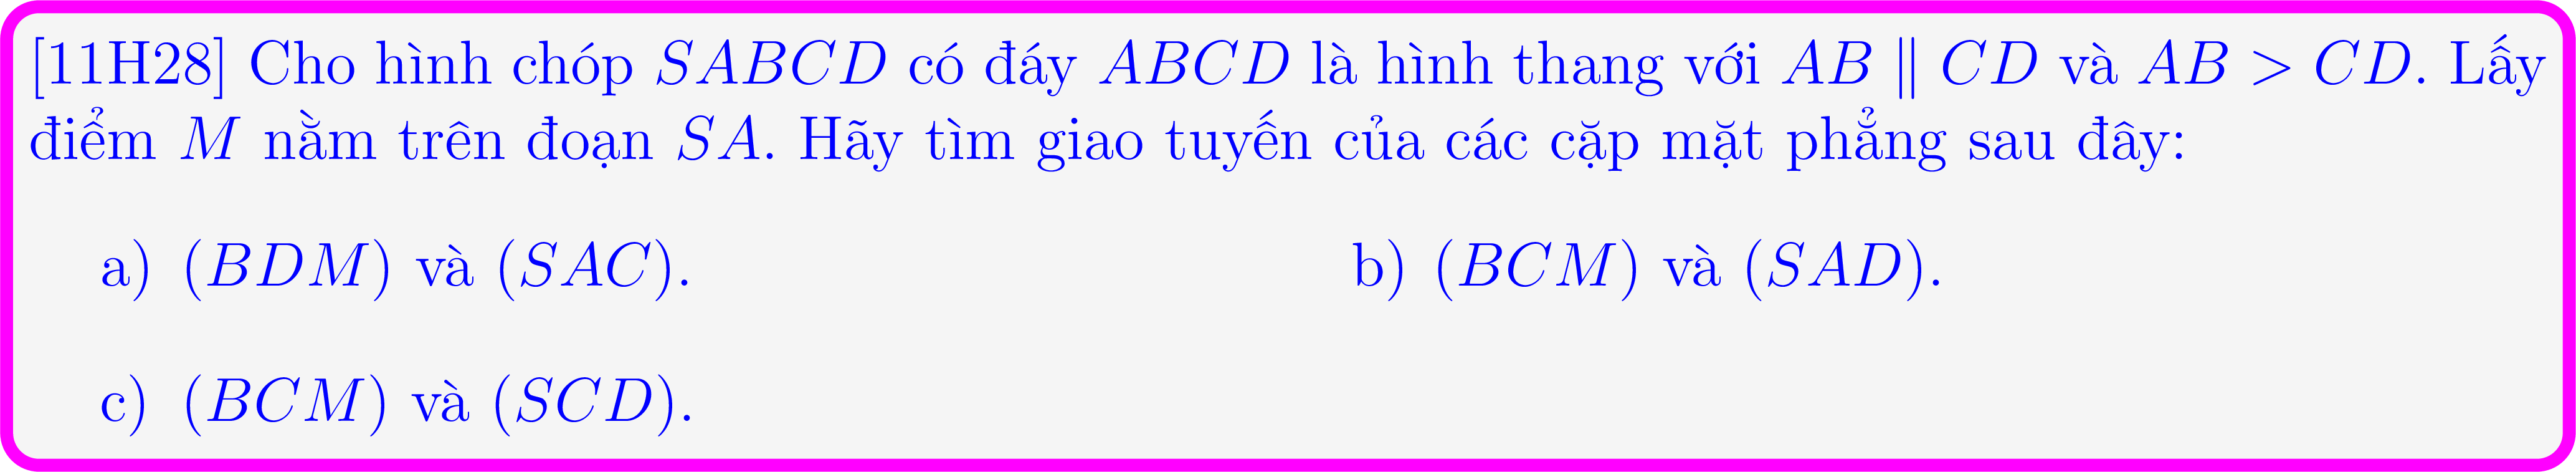 [11H28] Cho hình chóp SABCD có đáy ABCD là hình thang với AB ∥ CD và AB > CD. Lấy
điểm M nằm trên đoạn SA. Hãy tìm giao tuyến của các cặp mặt phẳng sau đây:
a) (BDM) và (SAC). b) (BCM) và (SAD).
c) (BCM) và (SCD).